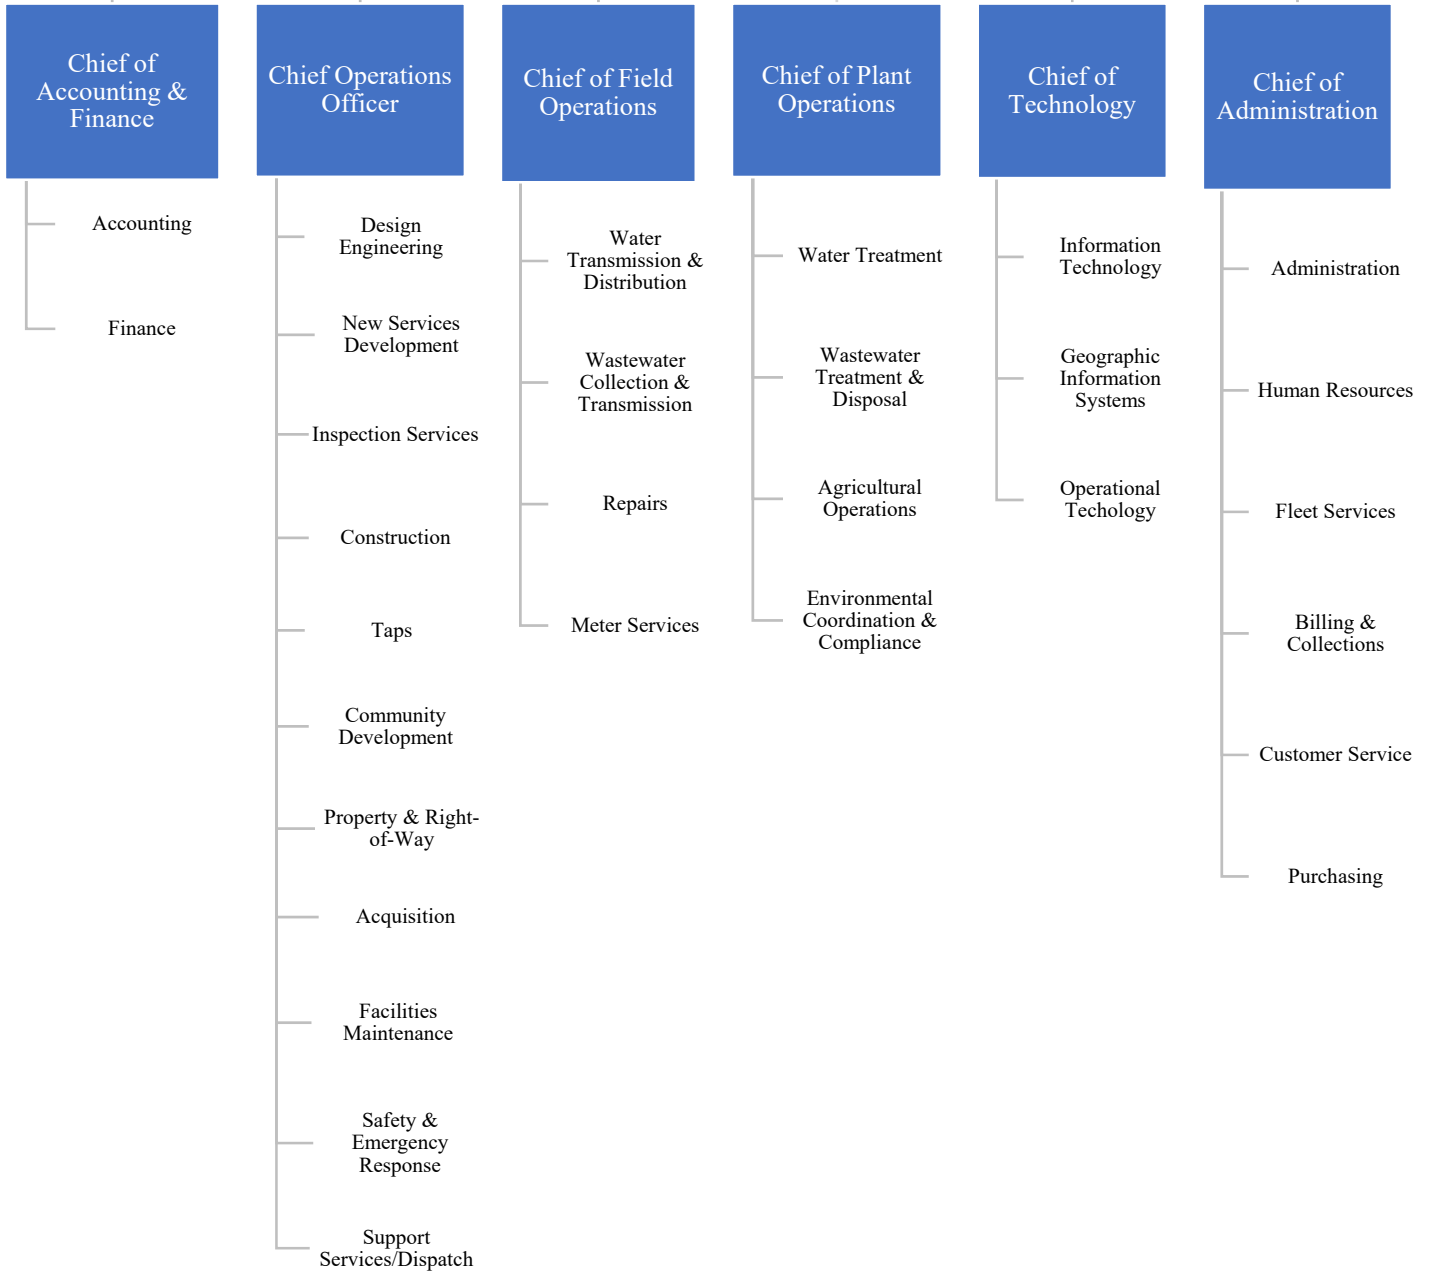 Chief of
Accounting &
Finance
Accounting
Finance
Chief Operations
Officer
Design
Engineering
New Services
Development
Inspection Services
Construction
Taps
Community
Development
Property & Right-
of-Way
Acquisition
Facilities
Maintenance
Safety &
Emergency
Response
Support
Services/Dispatch
Chief of Field
Operations
Water
Transmission &
Distribution
Wastewater
Collection &
Transmission
Repairs
Meter Services
Chief of Plant
Operations
Water Treatment
Wastewater
Treatment &
Disposal
Agricultural
Operations
Environmental
Coordination &
Compliance
Chief of
Technology
Information
Technology
Geographic
Information
Systems
Operational
Techology
Chief of
Administration
Administration
Human Resources
Fleet Services
Billing &
Collections
Customer Service
Purchasing